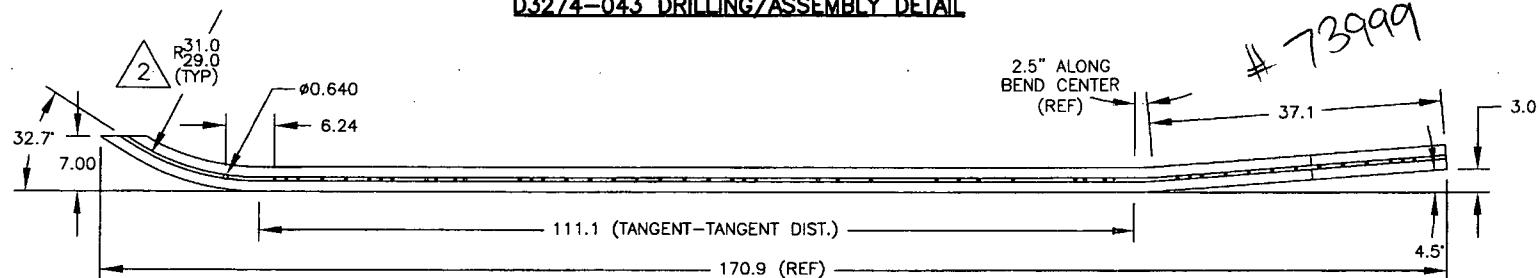 D3274-043 DRILLING/ASSEMBLY DETAIL
# 73999
2
R31.0
29.0
(TYP)
ø0.640
6.24
2.5" ALONG
BEND CENTER
(REF)
37.1
3.0
32.7°
7.00
111.1 (TANGENT-TANGENT DIST.)
4.5°
170.9 (REF)